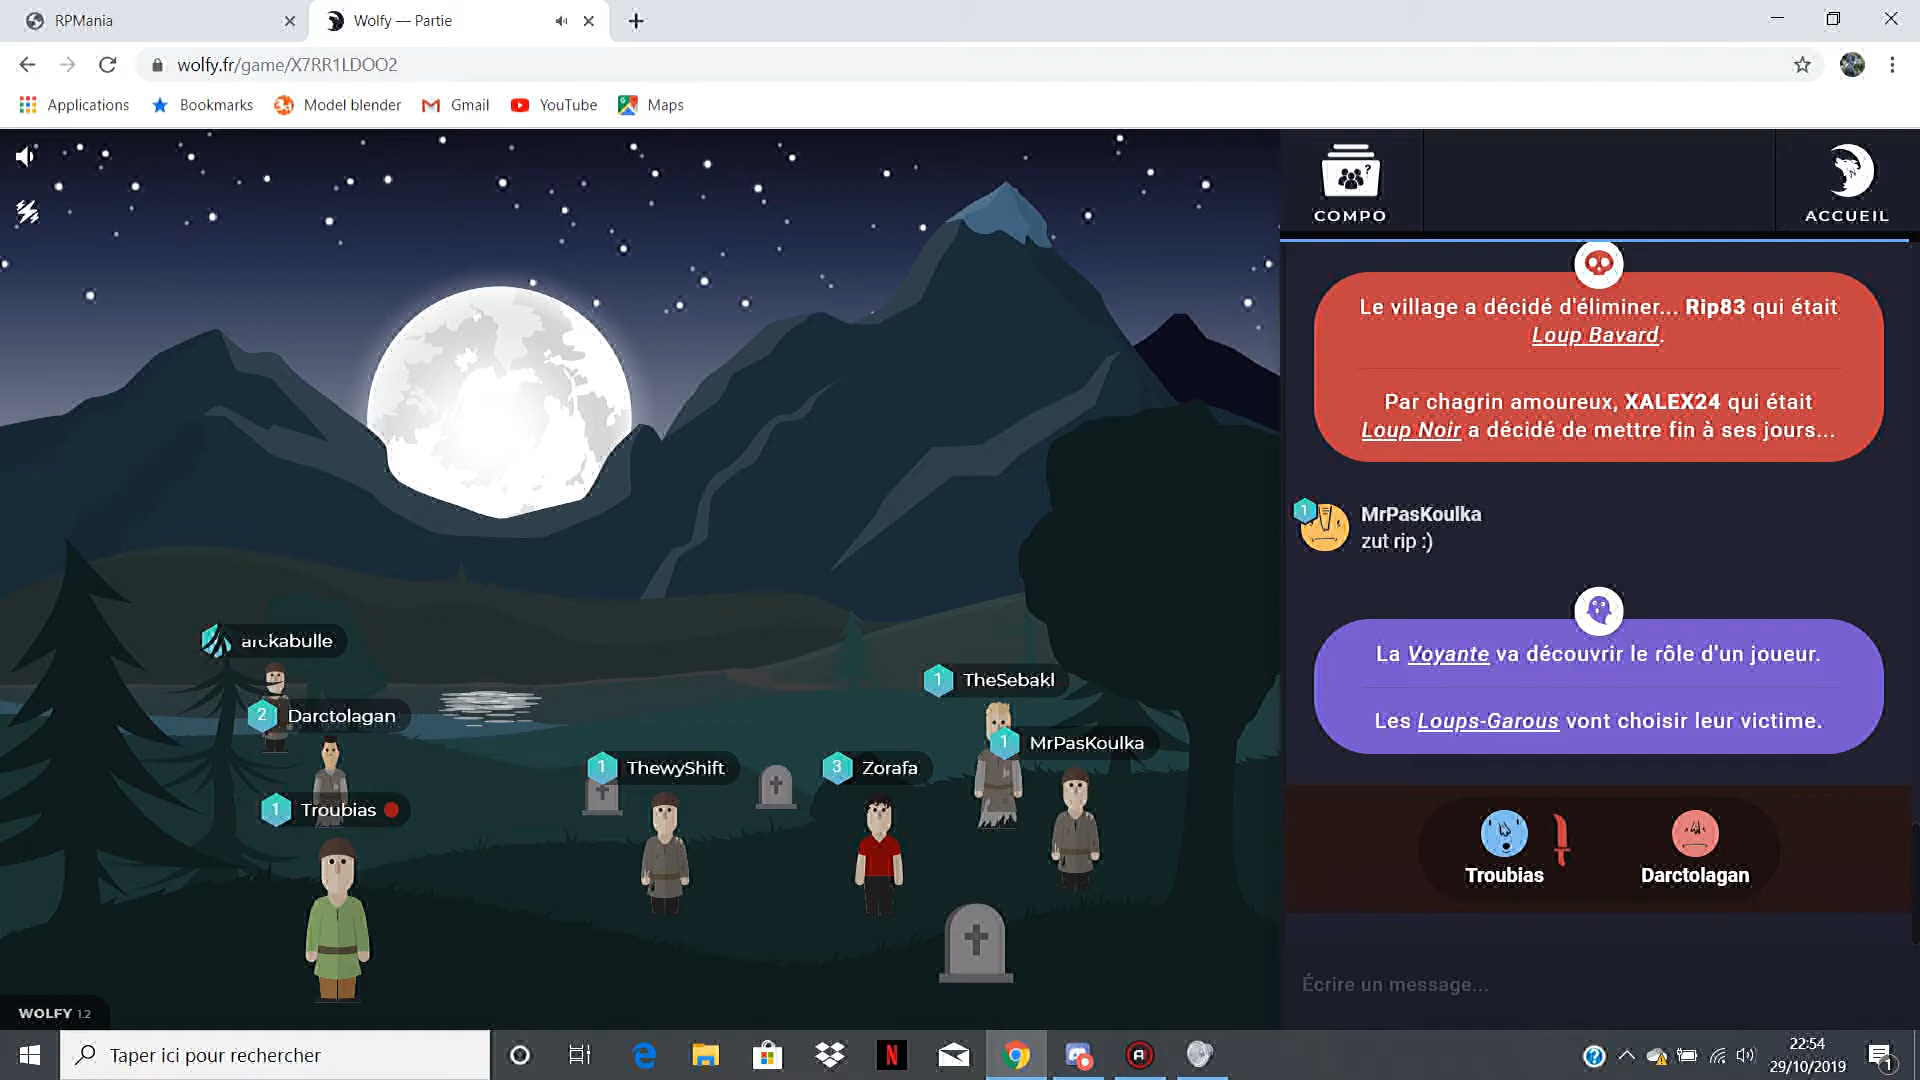 RPMania
Wolfy — Partie
wolfy.fr/game/X7RR1LDOO2
Applications
Bookmarks
Model blender
Gmail
YouTube
Maps
COMPO
ACCUEIL
Le village a décidé d'éliminer... Rip83 qui était
Loup Bavard.
Par chagrin amoureux, XALEX24 qui était
Loup Noir a décidé de mettre fin à ses jours...
1
MrPasKoulka
zut rip :)
La Voyante va découvrir le rôle d'un joueur.
Les Loups-Garous vont choisir leur victime.
Troubias
Darctolagan
Écrire un message...
arckabulle
2 Darctolagan
1 Troubias
1 ThewyShift
3 Zorafa
1 TheSebakl
1 MrPasKoulka
WOLFY 1.2
Taper ici pour rechercher
22:54
29/10/2019
1